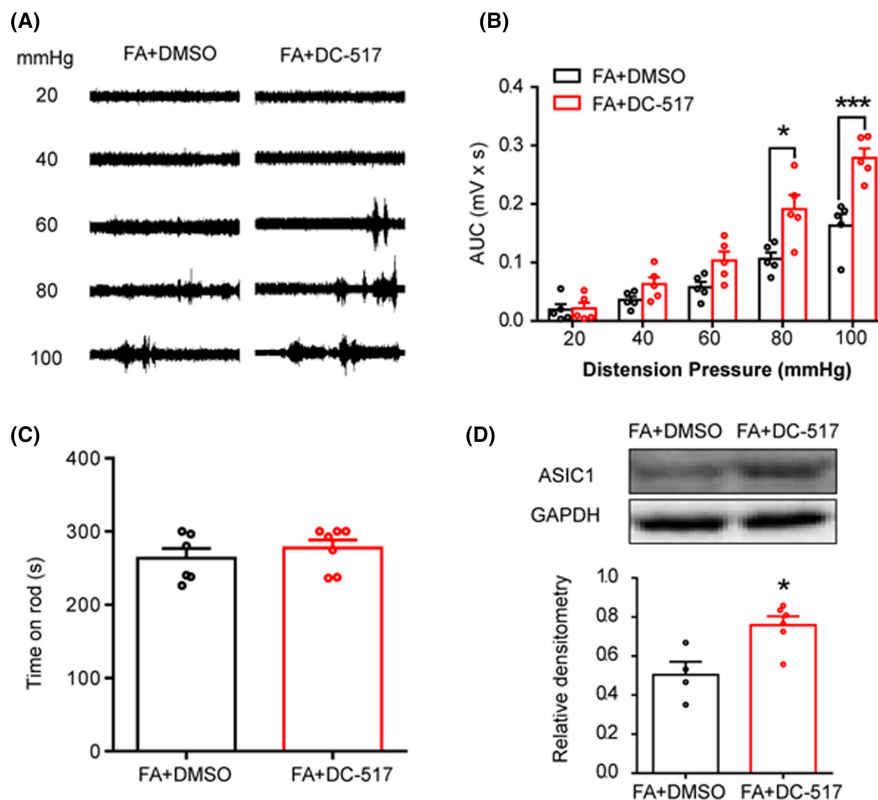 (A)
mmHg FA+DMSO FA+DC-517
20
40
60
80
100
(B)
FA+DMSO
FA+DC-517
AUC (mV x s)
0.4
0.3
0.2
0.1
0.0
* ***
20 40 60 80 100
Distension Pressure (mmHg)
(C)
Time on rod (s)
400
300
200
100
0
FA+DMSO FA+DC-517
(D)
FA+DMSO FA+DC-517
ASIC1
GAPDH
Relative densitometry
1.0
0.8
0.6
0.4
0.2
0.0
*
FA+DMSO FA+DC-517